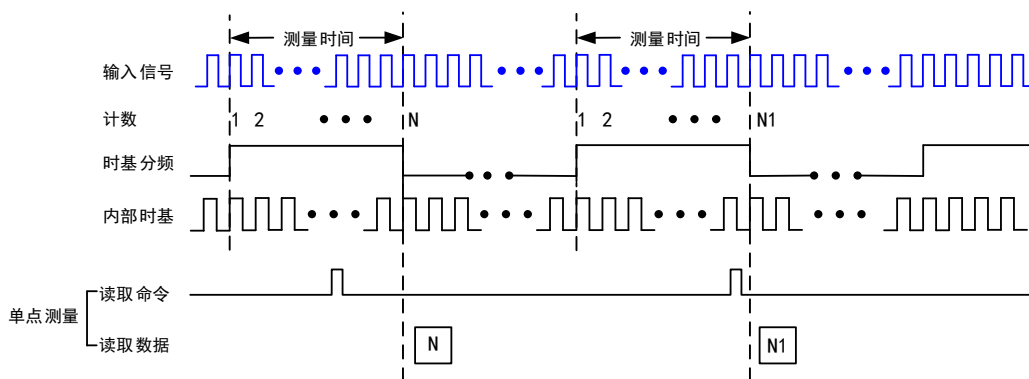 测量时间 测量时间
输入信号
计数 1 2 N 1 2 N1
时基分频
内部时基
读取命令
单点测量
读取数据 N N1